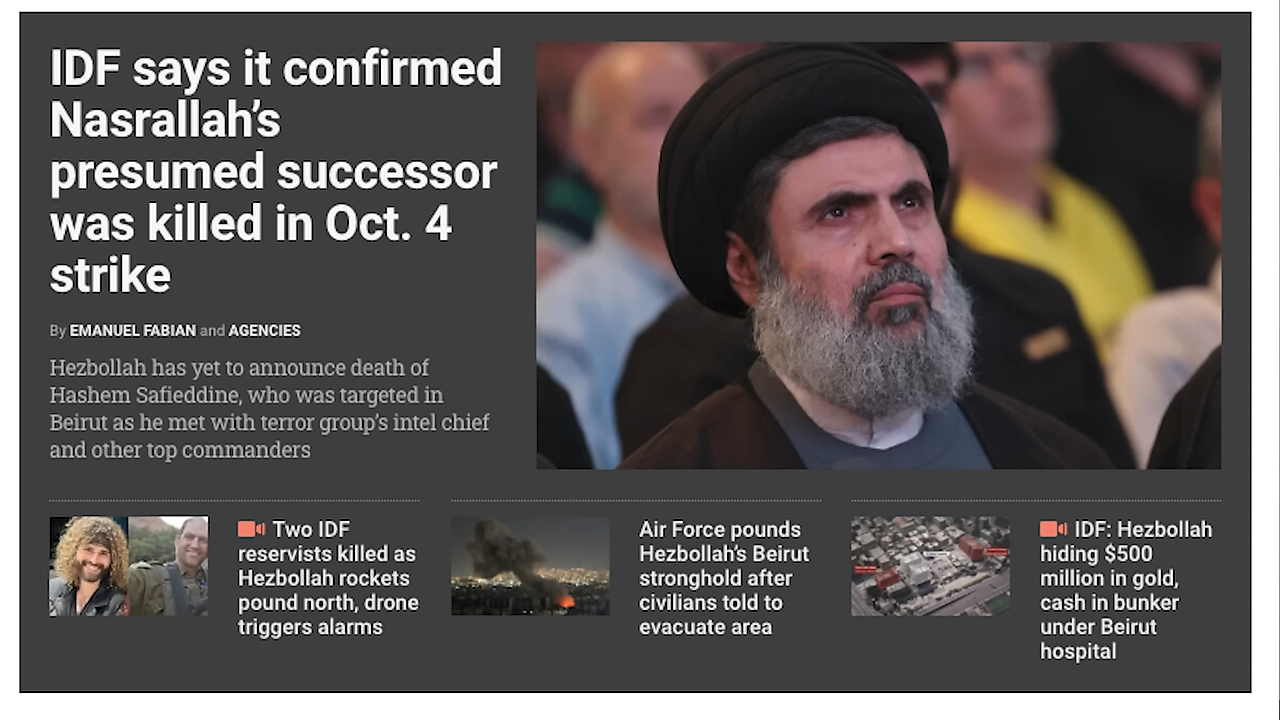 IDF says it confirmed
Nasrallah's
presumed successor
was killed in Oct. 4
strike
By EMANUEL FABIAN and AGENCIES
Hezbollah has yet to announce death of
Hashem Safieddine, who was targeted in
Beirut as he met with terror group's intel chief
and other top commanders
Two IDF
reservists killed as
Hezbollah rockets
pound north, drone
triggers alarms
Air Force pounds
Hezbollah's Beirut
stronghold after
civilians told to
evacuate area
IDF: Hezbollah
hiding $500
million in gold,
cash in bunker
under Beirut
hospital